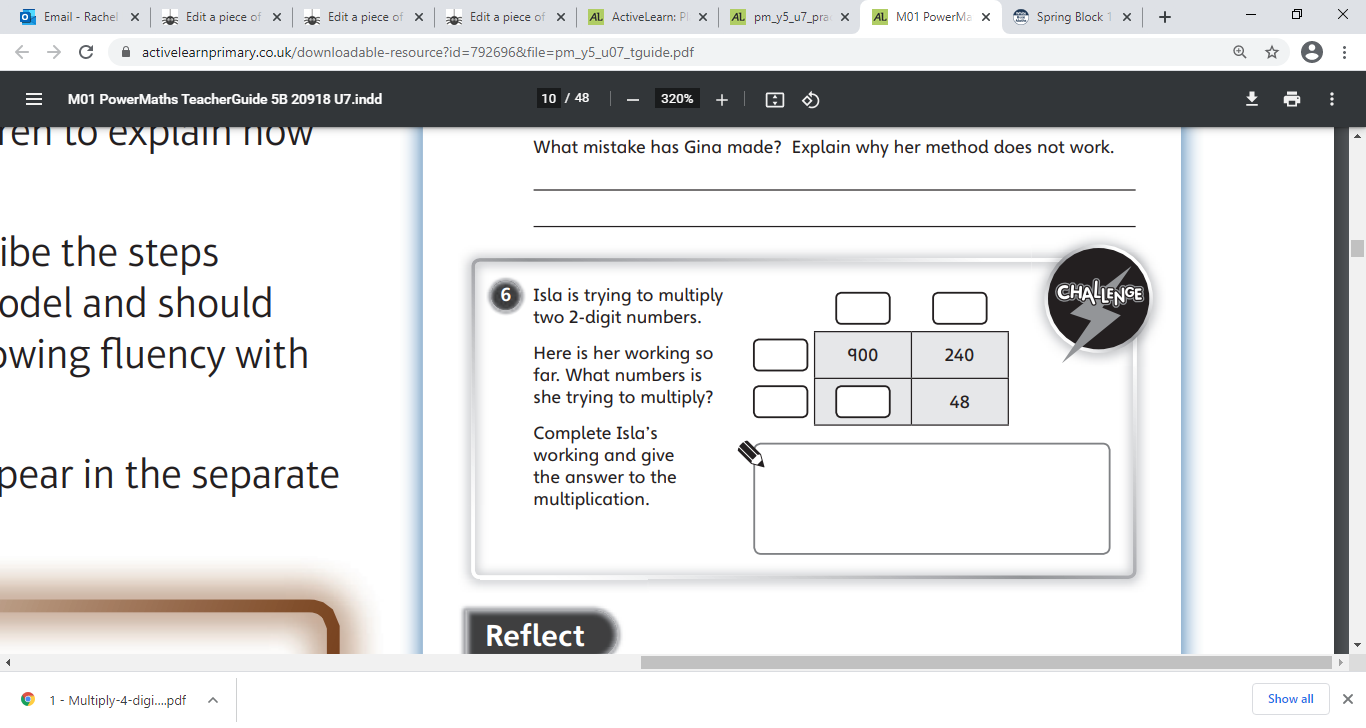 Email - Rachel
Edit a piece of
Edit a piece of
Edit a piece of
ActiveLearn: Pl
pm_y5_u7_pra
M01 PowerMa
Spring Block 1
activelearnprimary.co.uk/downloadable-resource?id=792696&file=pm_y5_u07_tguide.pdf
M01 PowerMaths TeacherGuide 5B 20918 U7.indd
10 / 48
320%
ren to explain how
ibe the steps
odel and should
owing fluency with
pear in the separate
What mistake has Gina made? Explain why her method does not work.
CHALLENGE
6 Isla is trying to multiply
two 2-digit numbers.
Here is her working so
far. What numbers is
she trying to multiply?
Complete Isla's
working and give
the answer to the
multiplication.
900 240
48
Reflect
1 - Multiply-4-digi....pdf
Show all